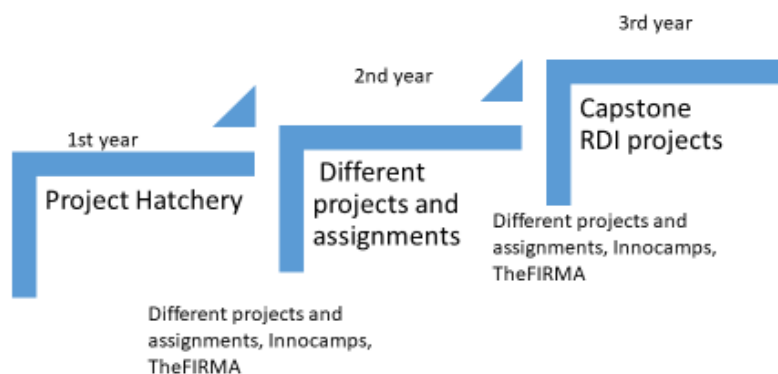 1st year
Project Hatchery
2nd year
Different
projects and
assignments
Different projects and
assignments, Innocamps,
TheFIRMA
3rd year
Capstone
RDI projects
Different projects and
assignments, Innocamps,
TheFIRMA